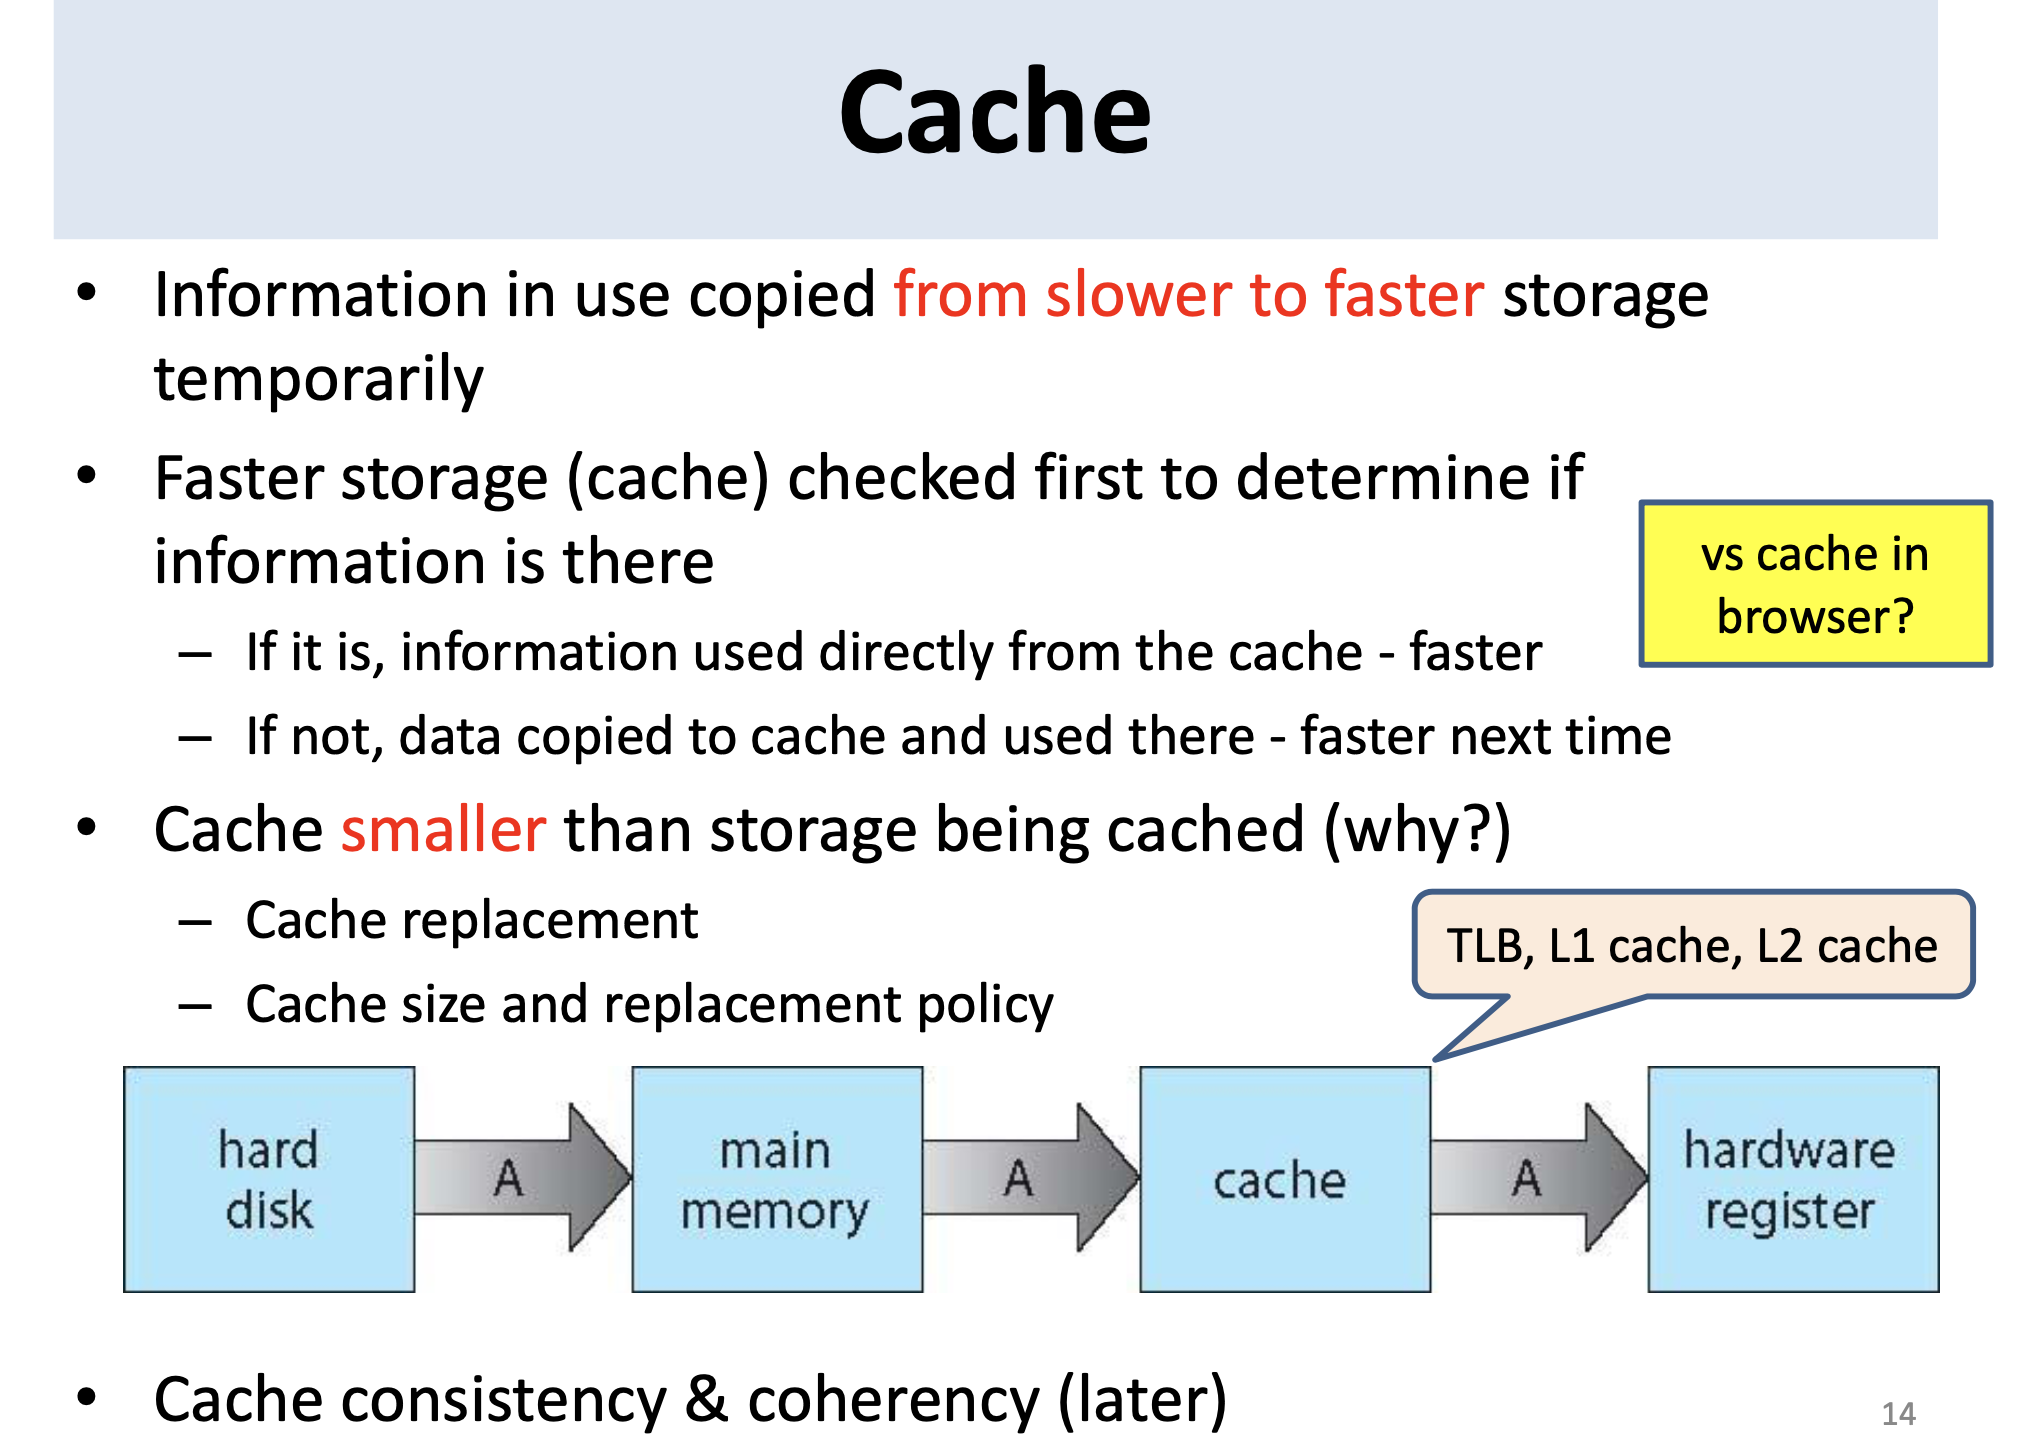 Cache
• Information in use copied from slower to faster storage
temporarily
• Faster storage (cache) checked first to determine if
information is there
vs cache in
browser?
– If it is, information used directly from the cache - faster
– If not, data copied to cache and used there - faster next time
• Cache smaller than storage being cached (why?)
– Cache replacement
TLB, L1 cache, L2 cache
– Cache size and replacement policy
hard
disk
A
main
memory
A
cache
A
hardware
register
• Cache consistency & coherency (later)
14